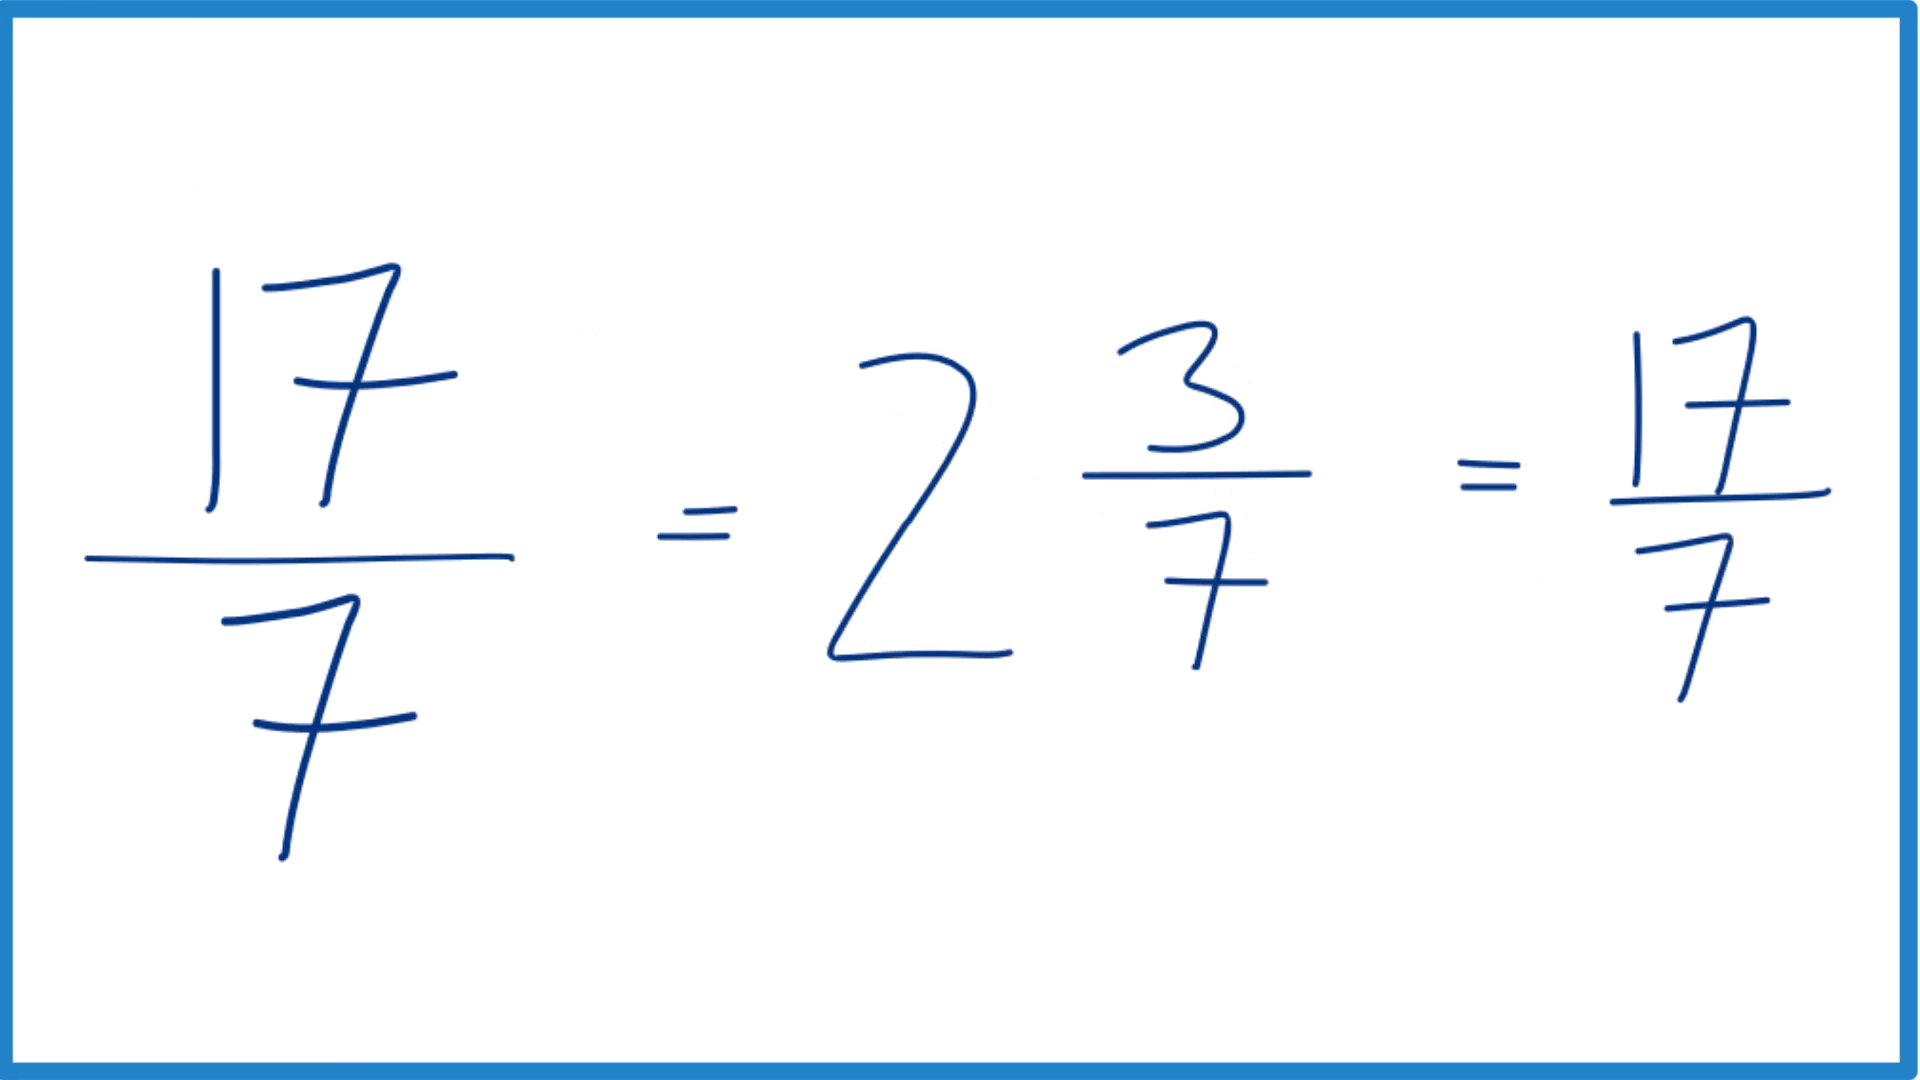 17/7 = 2 3/7 = 17/7